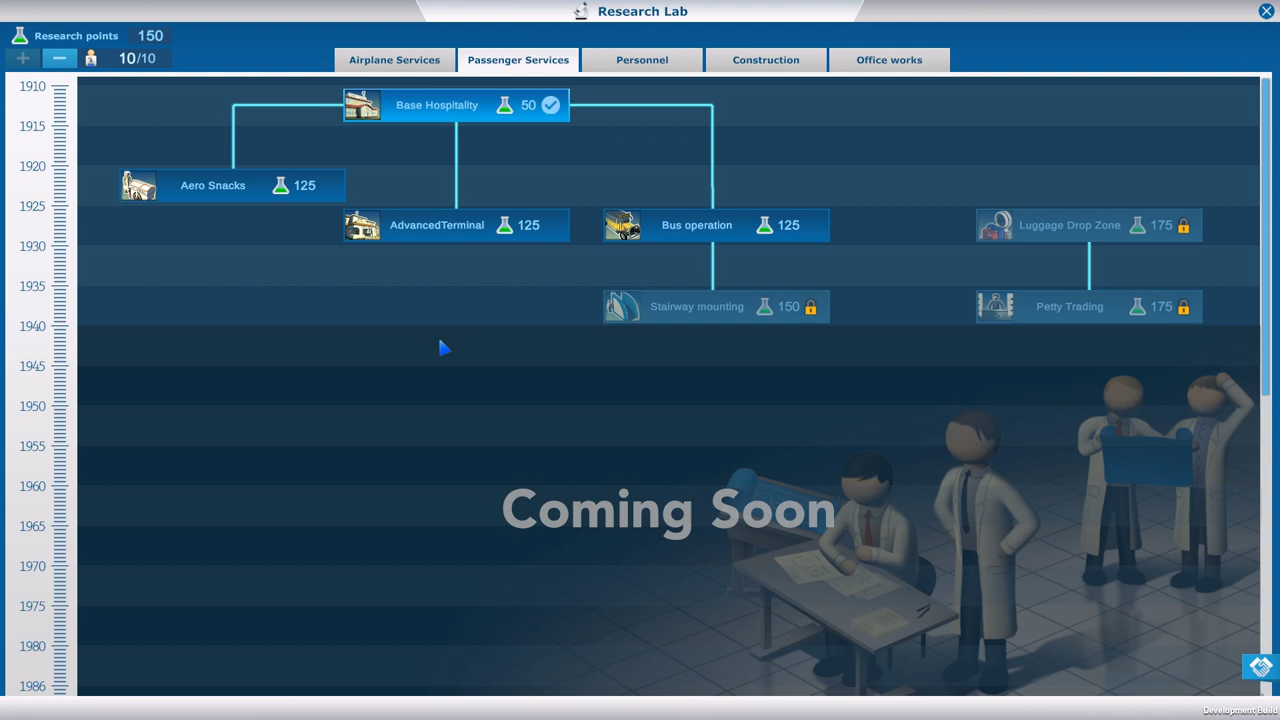 Research Lab
Research points 150
10/10
Airplane Services
Passenger Services
Personnel
Construction
Office works
1910
Base Hospitality 50
1915
1920
Aero Snacks 125
1925
AdvancedTerminal 125
Bus operation 125
Luggage Drop Zone 175
1930
1935
Stairway mounting 150
Petty Trading 175
1940
1945
1950
1955
1960
Coming Soon
1965
1970
1975
1980
1986
Development Build